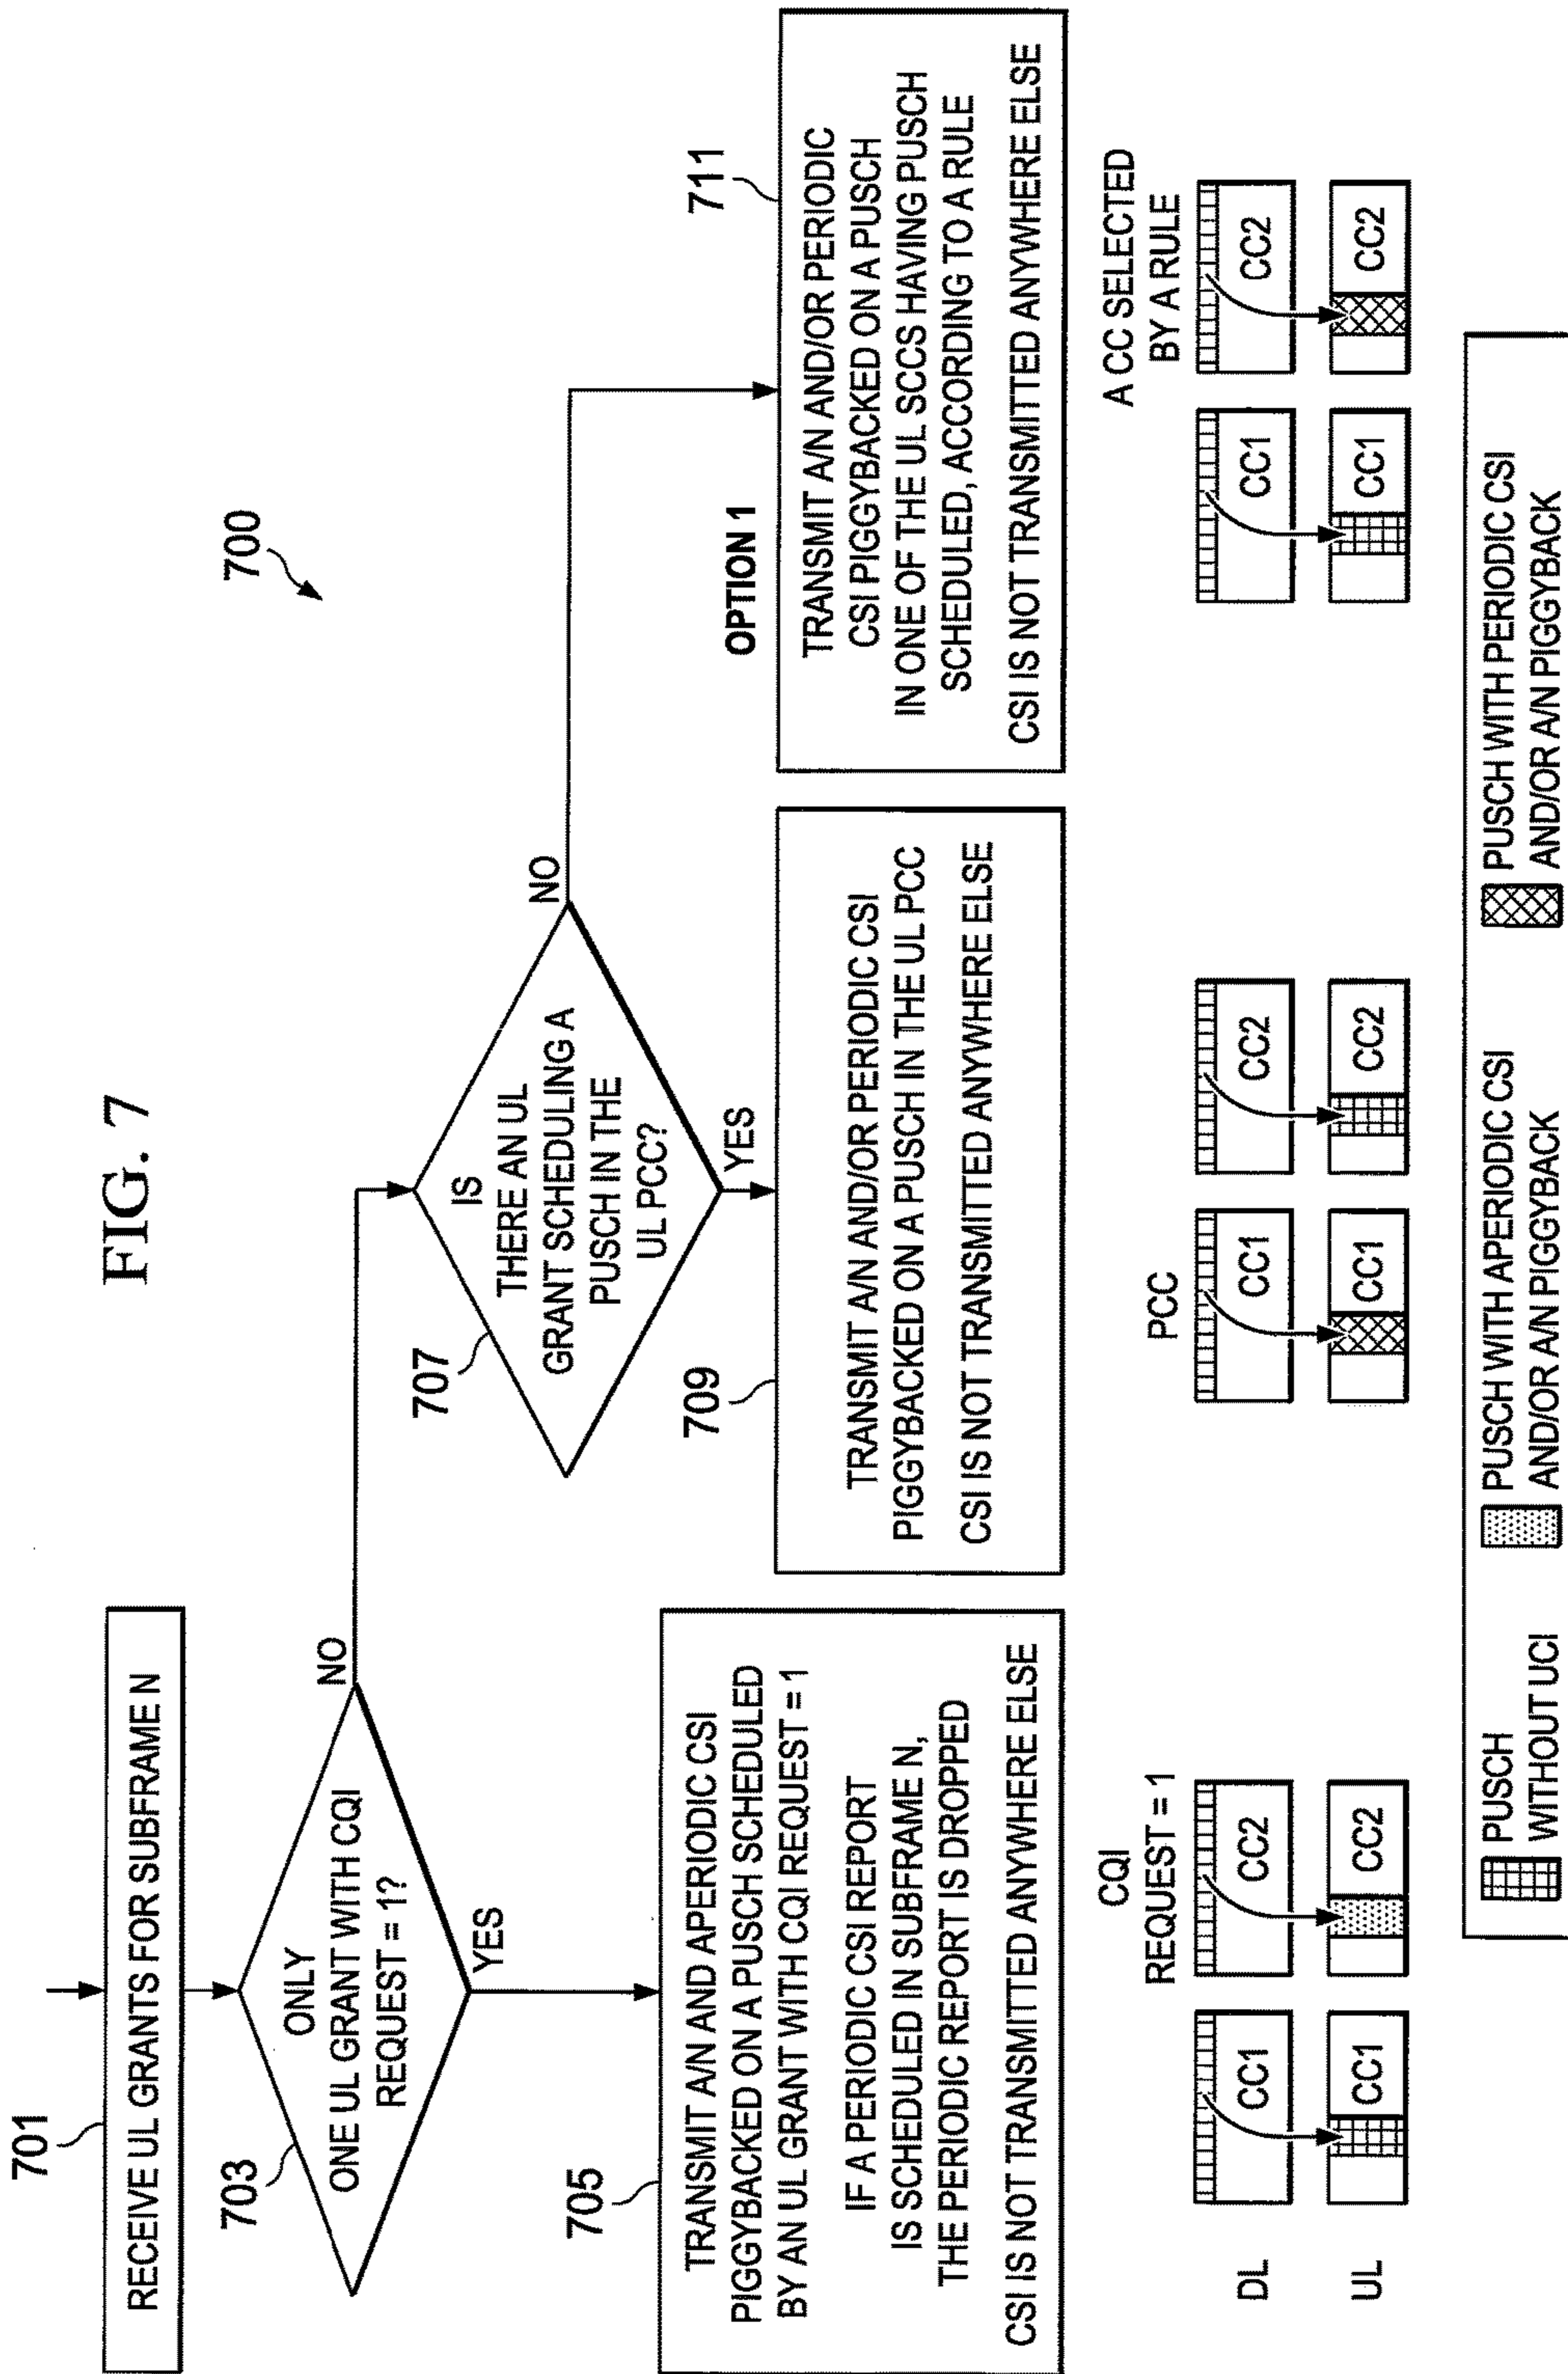 FIG. 7
700
701
RECEIVE UL GRANTS FOR SUBFRAME N
703
ONLY
ONE UL GRANT WITH CQI
REQUEST = 1?
NO
YES
707
IS
THERE AN UL
GRANT SCHEDULING A
PUSCH IN THE
UL PCC?
NO
YES
705
TRANSMIT A/N AND APERIODIC CSI
PIGGYBACKED ON A PUSCH SCHEDULED
BY AN UL GRANT WITH CQI REQUEST = 1
IF A PERIODIC CSI REPORT
IS SCHEDULED IN SUBFRAME N,
THE PERIODIC REPORT IS DROPPED
CSI IS NOT TRANSMITTED ANYWHERE ELSE
709
TRANSMIT A/N AND/OR PERIODIC CSI
PIGGYBACKED ON A PUSCH IN THE UL PCC
CSI IS NOT TRANSMITTED ANYWHERE ELSE
OPTION 1
711
TRANSMIT A/N AND/OR PERIODIC
CSI PIGGYBACKED ON A PUSCH
IN ONE OF THE UL SCCS HAVING PUSCH
SCHEDULED, ACCORDING TO A RULE
CSI IS NOT TRANSMITTED ANYWHERE ELSE
CQI
REQUEST = 1
DL
CC1
CC2
UL
CC1
CC2
PCC
CC1
CC2
CC1
CC2
A CC SELECTED
BY A RULE
CC1
CC2
CC1
CC2
PUSCH
WITHOUT UCI
PUSCH WITH APERIODIC CSI
AND/OR A/N PIGGYBACK
PUSCH WITH PERIODIC CSI
AND/OR A/N PIGGYBACK